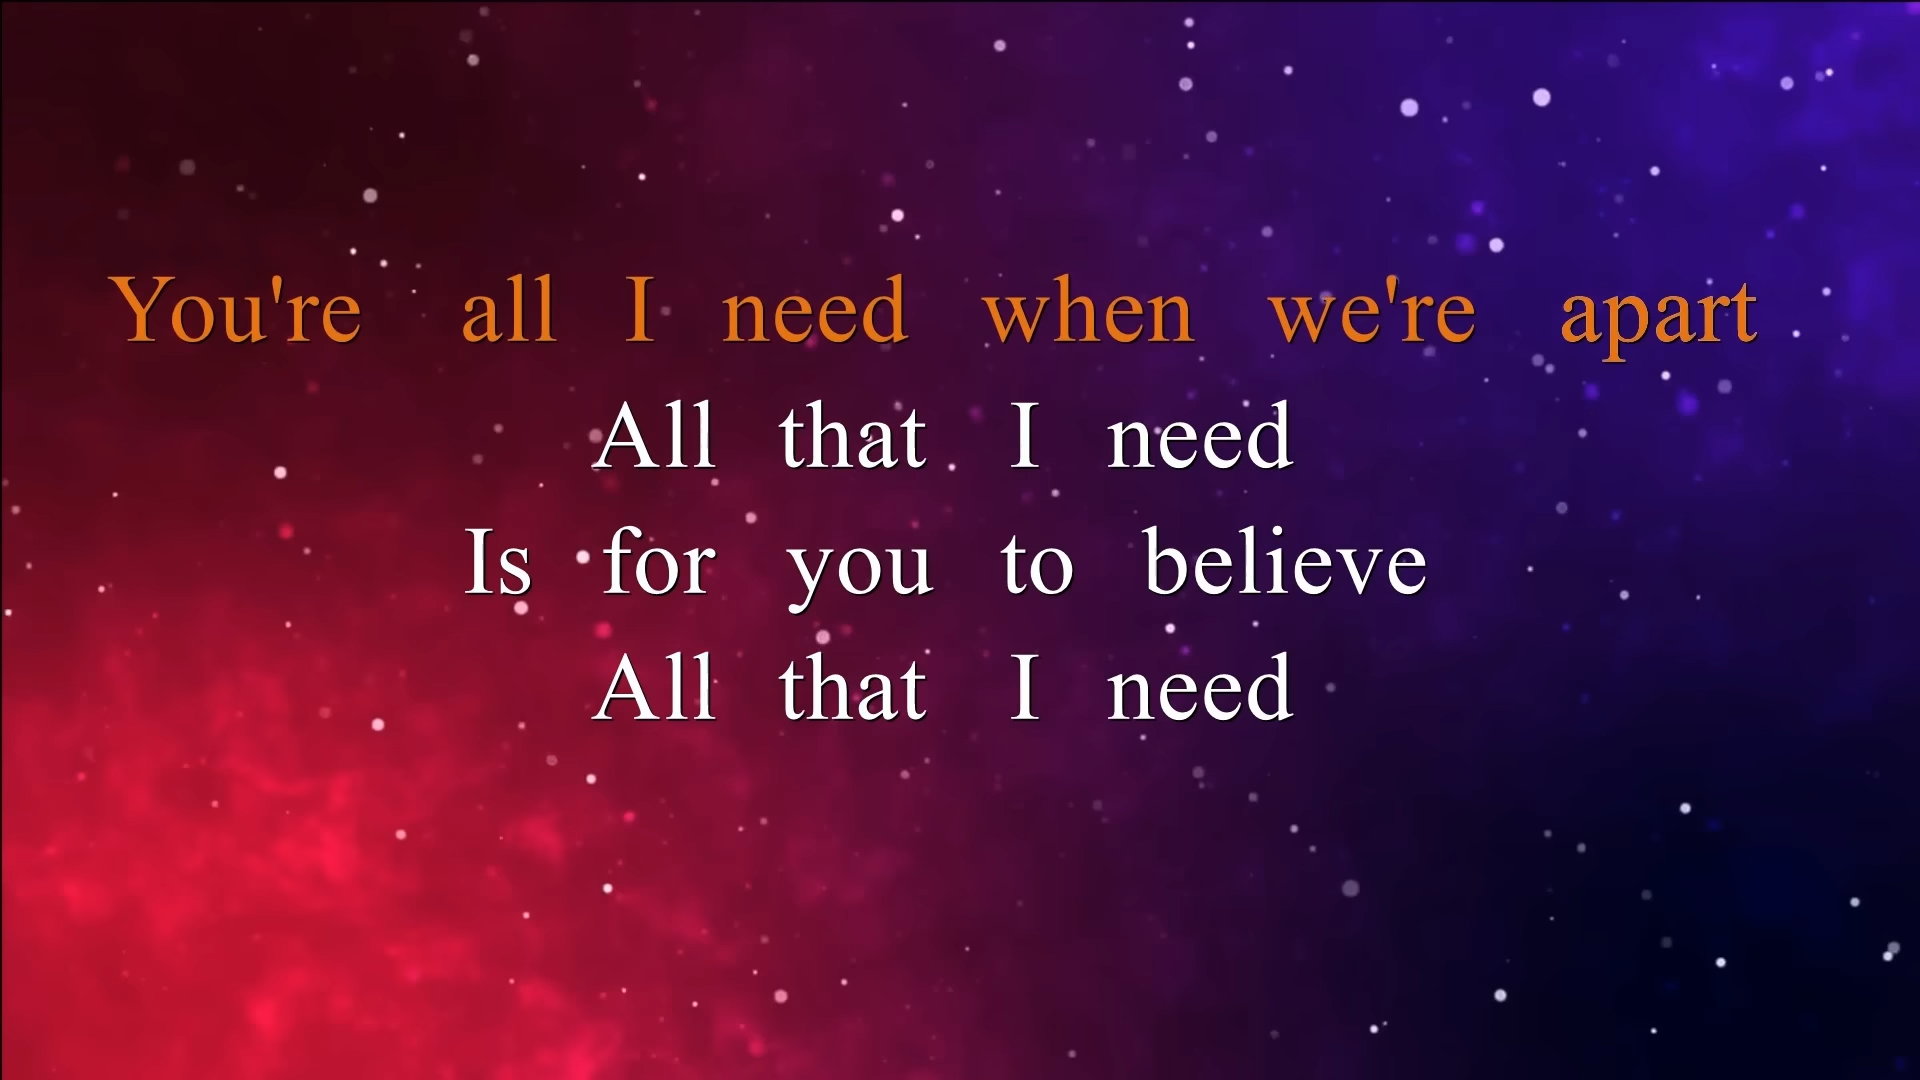 You're all I need when we're apart
All that I need
Is for you to believe
All that I need